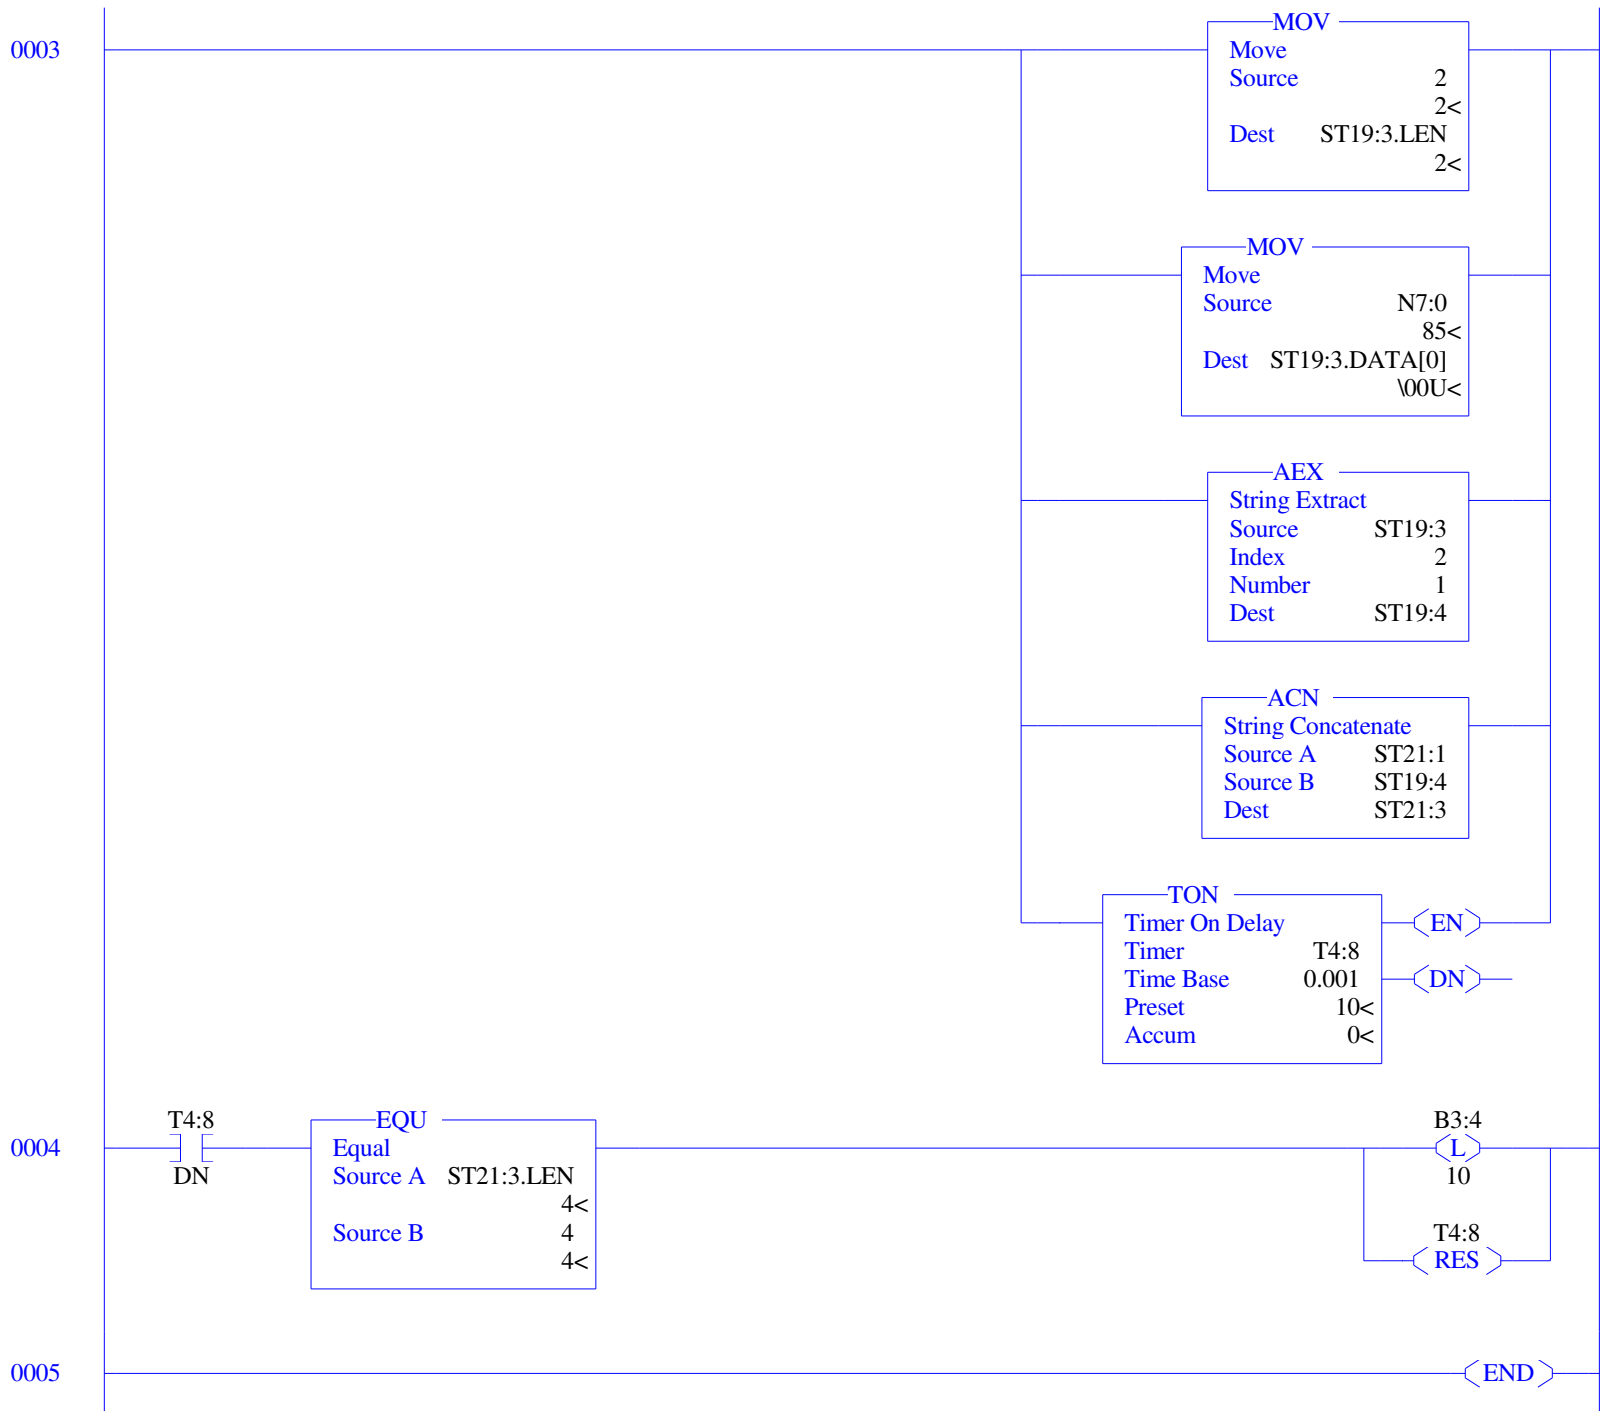 0003
MOV
Move
Source 2
2<
Dest ST19:3.LEN
2<
MOV
Move
Source N7:0
85<
Dest ST19:3.DATA[0]
\00U<
AEX
String Extract
Source ST19:3
Index 2
Number 1
Dest ST19:4
ACN
String Concatenate
Source A ST21:1
Source B ST19:4
Dest ST21:3
TON
Timer On Delay EN
Timer T4:8
Time Base 0.001 DN
Preset 10<
Accum 0<
T4:8 EQU B3:4
0004 Equal L
DN Source A ST21:3.LEN 10
4<
Source B 4 T4:8
4< RES
0005 END